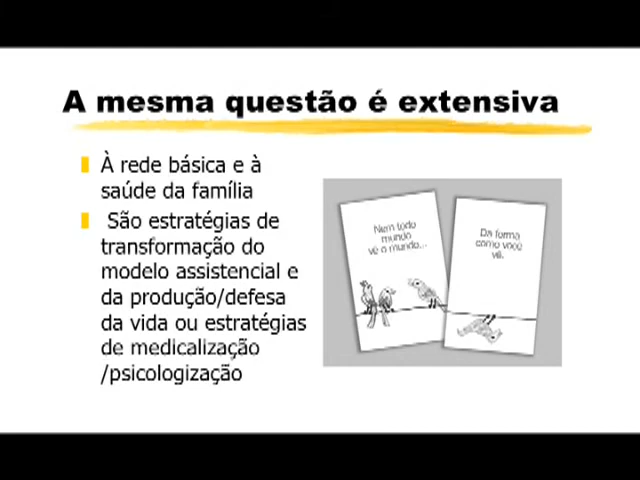 A mesma questão é extensiva
À rede básica e à
saúde da família
São estratégias de
transformação do
modelo assistencial e
da produção/defesa
da vida ou estratégias
de medicalização
/psicologização
Nem todo
mundo
vê o mundo...
Da forma
como você
vê.